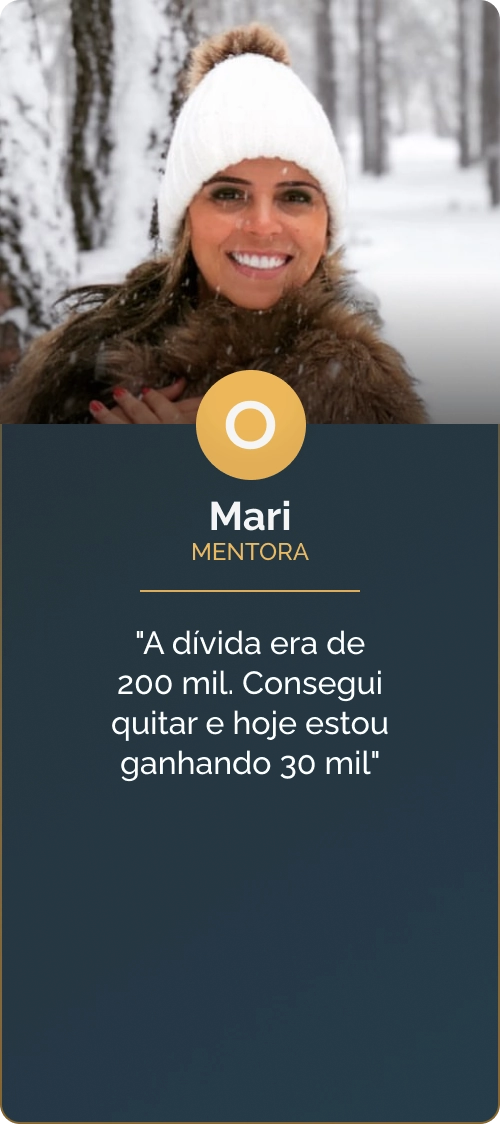 O
Mari
MENTORA
"A dívida era de
200 mil. Consegui
quitar e hoje estou
ganhando 30 mil"